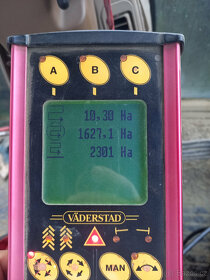 A B C
10,30 Ha
1627,1 Ha
2301 Ha
VÄDERSTAD
MAN